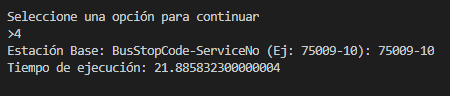 Seleccione una opción para continuar
>4
Estación Base: BusStopCode-ServiceNo (Ej: 75009-10): 75009-10
Tiempo de ejecución: 21.885832300000004